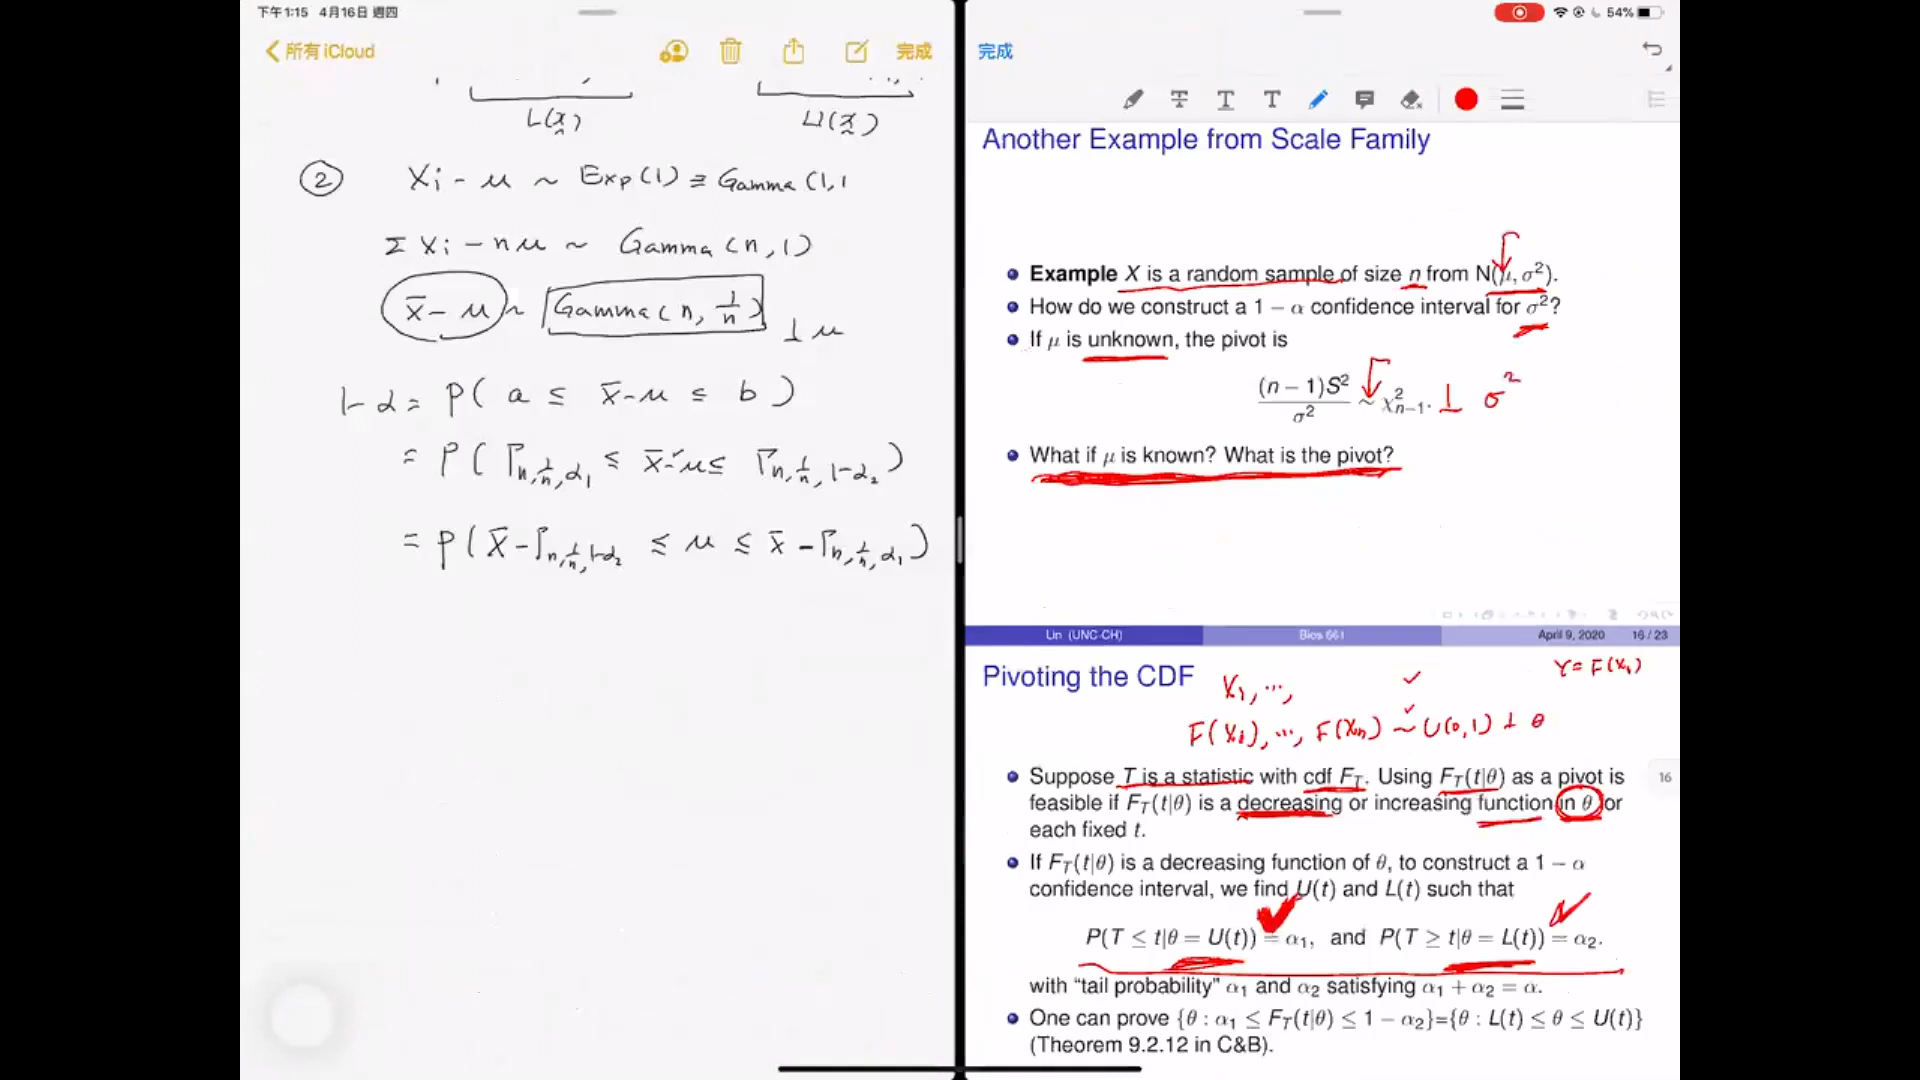 下午1:15 4月16日 週四
所有 iCloud
完成
L(x̰)
U(x̰)
② Xi - μ ~ Exp(1) ≡ Gamma(1,1
Σ Xi - nμ ~ Gamma(n,1)
x̄ - μ ~ Gamma(n, 1/n) ⊥ μ
1-α = P( a ≤ x̄-μ ≤ b )
= P( Γn,1/n,α1 ≤ x̄-μ ≤ Γn,1/n,1-α2 )
= P( x̄ - Γn,1/n,1-α2 ≤ μ ≤ x̄ - Γn,1/n,α1 )
54%
完成
Another Example from Scale Family
Example X is a random sample of size n from N(μ, σ²).
How do we construct a 1 − α confidence interval for σ²?
If μ is unknown, the pivot is
(n − 1)S²/σ² ~ χ²n−1. ⊥ σ²
What if μ is known? What is the pivot?
Lin (UNC-CH) Bios 661 April 9, 2020 16 / 23
Pivoting the CDF
Y = F(X1)
X1, ...,
F(X1), ..., F(Xn) ~ U(0,1) ⊥ θ
Suppose T is a statistic with cdf FT. Using FT(t|θ) as a pivot is
feasible if FT(t|θ) is a decreasing or increasing function in θ or
each fixed t.
If FT(t|θ) is a decreasing function of θ, to construct a 1 − α
confidence interval, we find U(t) and L(t) such that
P(T ≤ t|θ = U(t)) = α1, and P(T ≥ t|θ = L(t)) = α2.
with “tail probability” α1 and α2 satisfying α1 + α2 = α.
One can prove {θ : α1 ≤ FT(t|θ) ≤ 1 − α2}={θ : L(t) ≤ θ ≤ U(t)}
(Theorem 9.2.12 in C&B).
16